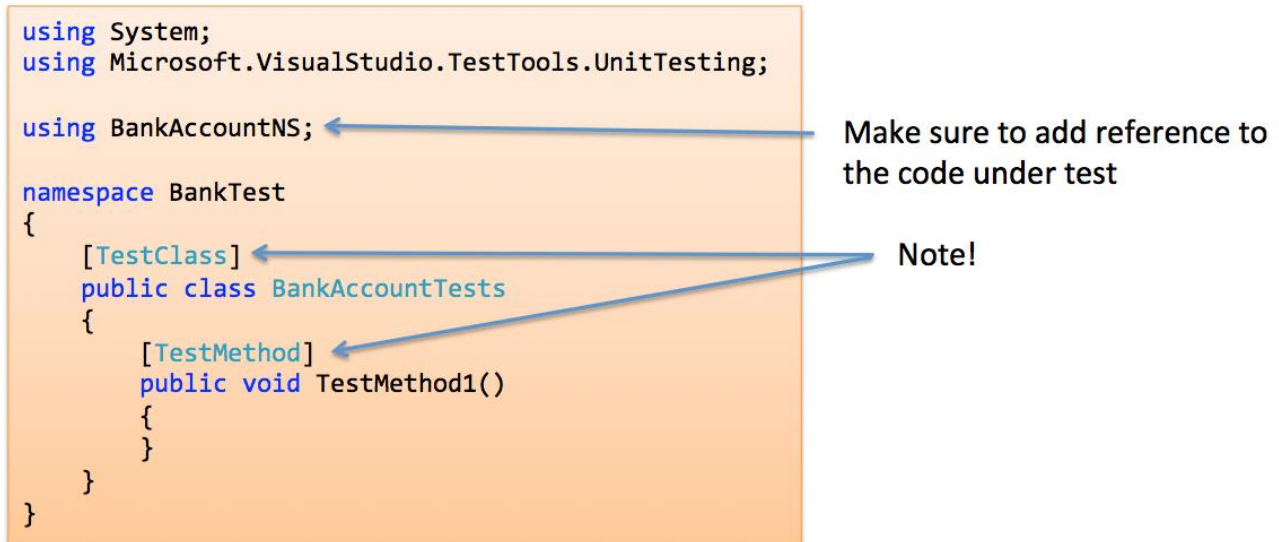 using System;
using Microsoft.VisualStudio.TestTools.UnitTesting;
using BankAccountNS;
namespace BankTest
{
[TestClass]
public class BankAccountTests
{
[TestMethod]
public void TestMethod1()
{
}
}
}
Make sure to add reference to
the code under test
Note!